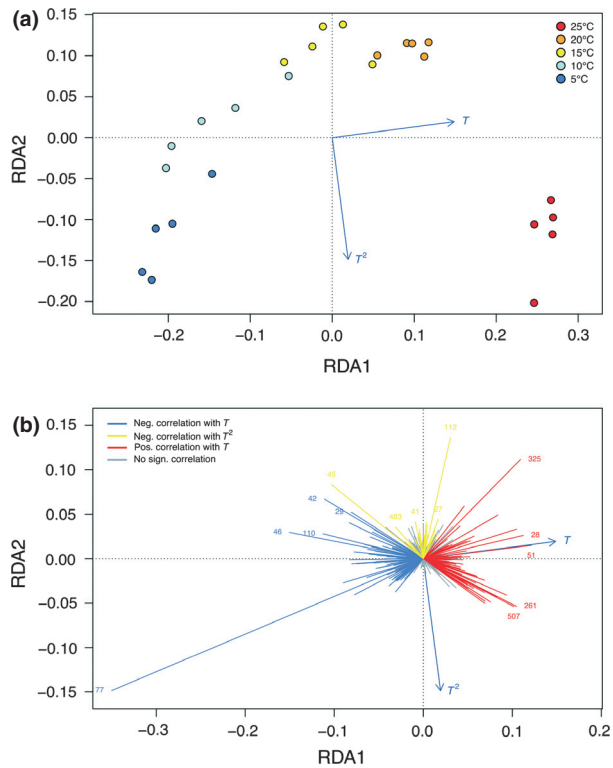 (a)
0.15
0.10
0.05
0.00
−0.05
−0.10
−0.15
−0.20
RDA2
25°C
20°C
15°C
10°C
5°C
T
T²
−0.2
−0.1
0.0
0.1
0.2
0.3
RDA1
(b)
0.15
0.10
0.05
0.00
−0.05
−0.10
−0.15
RDA2
Neg. correlation with T
Neg. correlation with T²
Pos. correlation with T
No sign. correlation
112
325
45
42
29
483
41
27
46
110
28
51
T
261
507
77
T²
−0.3
−0.2
−0.1
0.0
0.1
0.2
RDA1